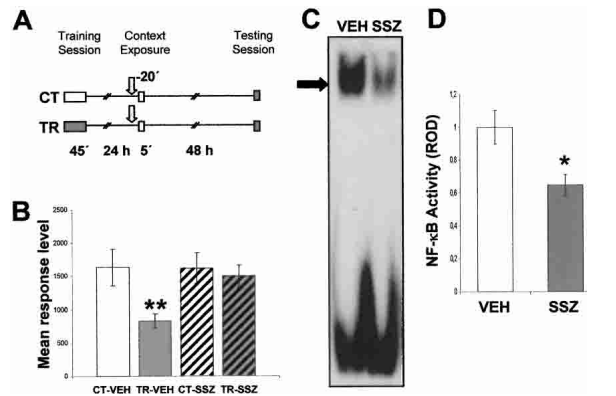 A
Training
Session
Context
Exposure
Testing
Session
-20´
CT
TR
45´ 24 h 5´ 48 h
B
Mean response level
2500
2000
1500
1000
500
0
**
CT-VEH TR-VEH CT-SSZ TR-SSZ
C
VEH SSZ
D
NF-κB Activity (ROD)
1,2
1
0,8
0,6
0,4
0,2
0
*
VEH SSZ